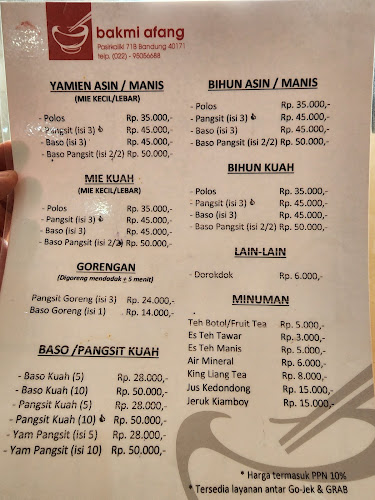 bakmi afang
Pasirkaliki 71B Bandung 40171
telp. (022) - 95056688
YAMIEN ASIN / MANIS
(MIE KECIL/LEBAR)
- Polos Rp. 35.000,-
- Pangsit (isi 3) Rp. 45.000,-
- Baso (isi 3) Rp. 45.000,-
- Baso Pangsit (isi 2/2) Rp. 50.000,-
MIE KUAH
(MIE KECIL/LEBAR)
- Polos Rp. 35.000,-
- Pangsit (isi 3) Rp. 45.000,-
- Baso (isi 3) Rp. 45.000,-
- Baso Pangsit (isi 2/2) Rp. 50.000,-
GORENGAN
(Digoreng mendadak ± 5 menit)
Pangsit Goreng (isi 3) Rp. 24.000,-
Baso Goreng (isi 1) Rp. 14.000,-
BASO /PANGSIT KUAH
- Baso Kuah (5) Rp. 28.000,-
- Baso Kuah (10) Rp. 50.000,-
- Pangsit Kuah (5) Rp. 28.000,-
- Pangsit Kuah (10) Rp. 50.000,-
- Yam Pangsit (isi 5) Rp. 28.000,-
- Yam Pangsit (isi 10) Rp. 50.000,-
BIHUN ASIN / MANIS
- Polos Rp. 35.000,-
- Pangsit (isi 3) Rp. 45.000,-
- Baso (isi 3) Rp. 45.000,-
- Baso Pangsit (isi 2/2) Rp. 50.000,-
BIHUN KUAH
- Polos Rp. 35.000,-
- Pangsit (isi 3) Rp. 45.000,-
- Baso (isi 3) Rp. 45.000,-
- Baso Pangsit (isi 2/2) Rp. 50.000,-
LAIN-LAIN
- Dorokdok Rp. 6.000,-
MINUMAN
Teh Botol/Fruit Tea Rp. 5.000,-
Es Teh Tawar Rp. 3.000,-
Es Teh Manis Rp. 5.000,-
Air Mineral Rp. 6.000,-
King Liang Tea Rp. 8.000,-
Jus Kedondong Rp. 15.000,-
Jeruk Kiamboy Rp. 15.000,-
* Harga termasuk PPN 10%
* Tersedia layanan antar Go-Jek & GRAB